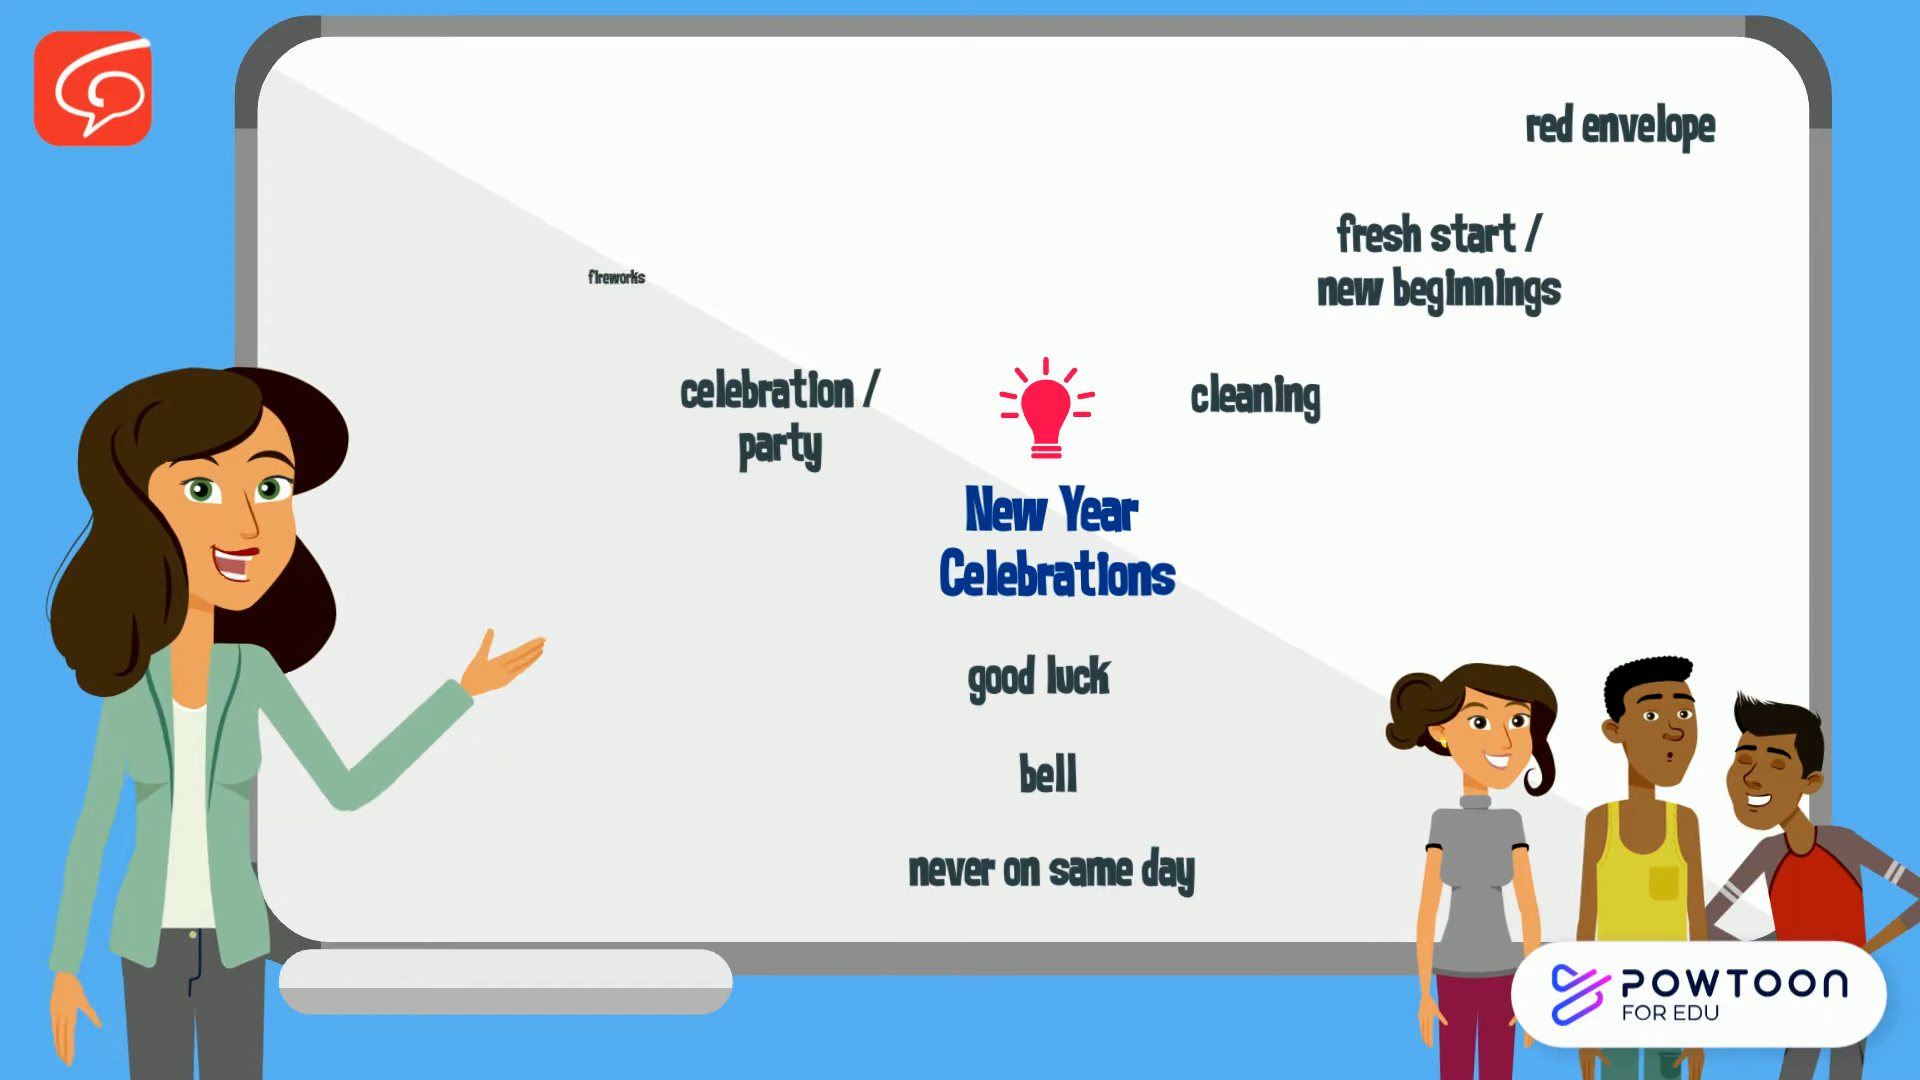 red envelope
fresh start /
new beginnings
fireworks
celebration /
party
cleaning
New Year
Celebrations
good luck
bell
never on same day
POWTOON
FOR EDU